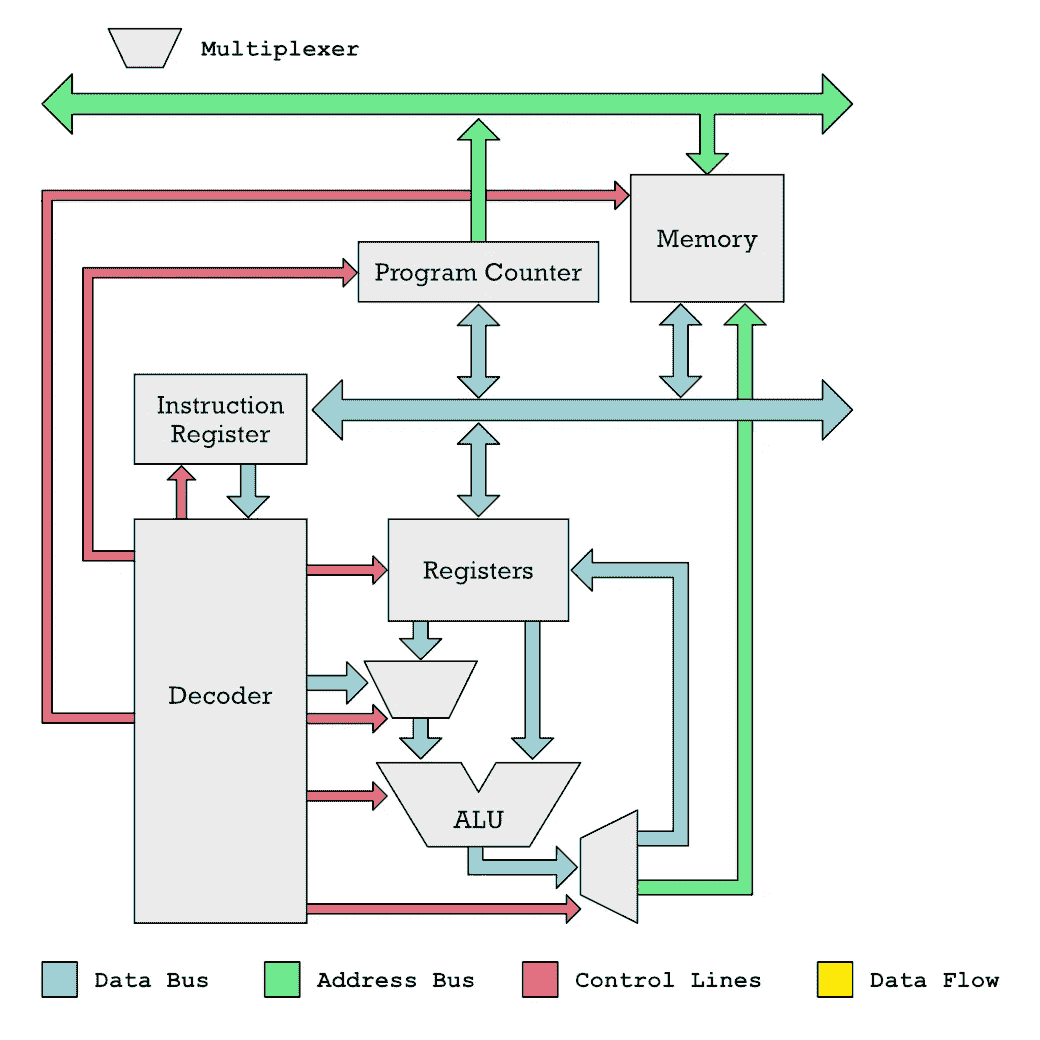 Multiplexer
Memory
Program Counter
Instruction
Register
Registers
Decoder
ALU
Data Bus
Address Bus
Control Lines
Data Flow